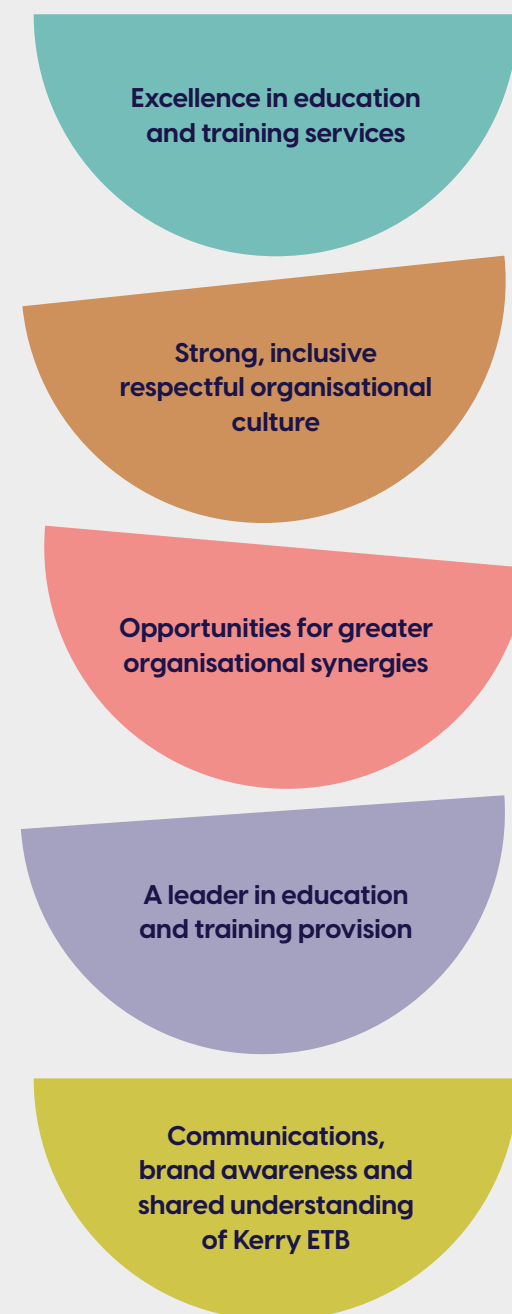 Excellence in education
and training services
Strong, inclusive
respectful organisational
culture
Opportunities for greater
organisational synergies
A leader in education
and training provision
Communications,
brand awareness and
shared understanding
of Kerry ETB